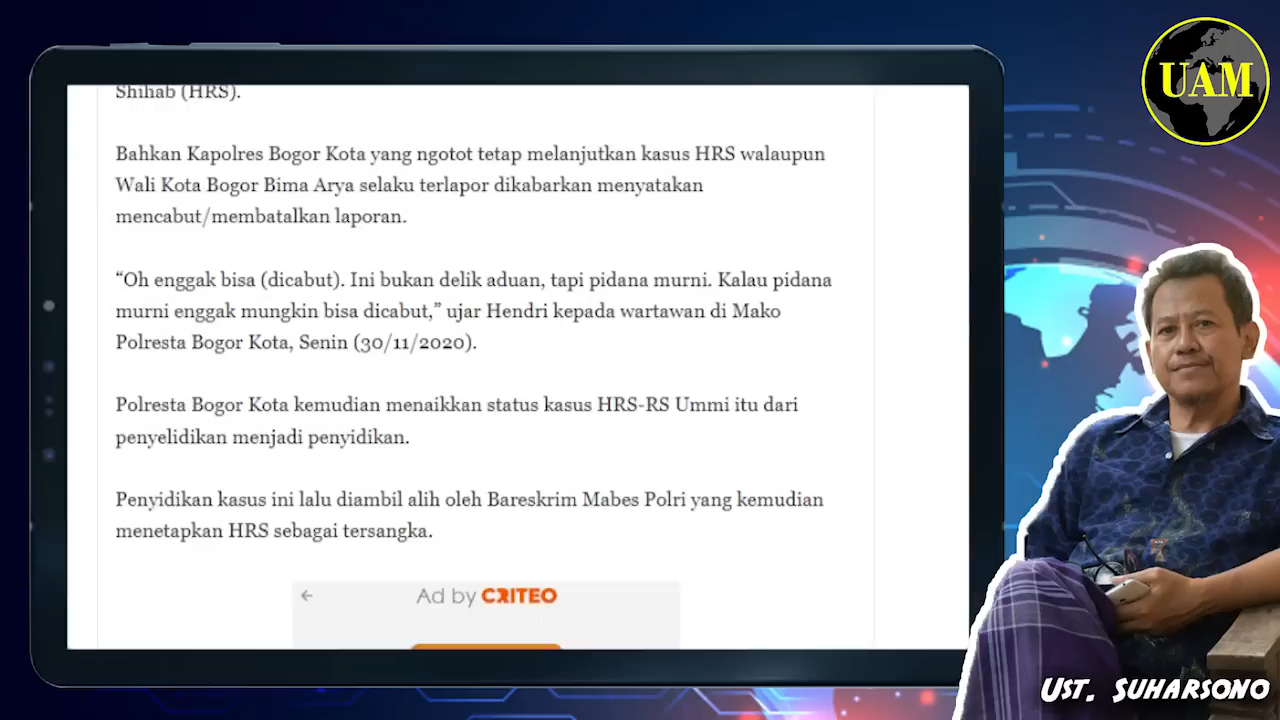 UAM
Shihab (HRS).
Bahkan Kapolres Bogor Kota yang ngotot tetap melanjutkan kasus HRS walaupun
Wali Kota Bogor Bima Arya selaku terlapor dikabarkan menyatakan
mencabut/membatalkan laporan.
“Oh enggak bisa (dicabut). Ini bukan delik aduan, tapi pidana murni. Kalau pidana
murni enggak mungkin bisa dicabut,” ujar Hendri kepada wartawan di Mako
Polresta Bogor Kota, Senin (30/11/2020).
Polresta Bogor Kota kemudian menaikkan status kasus HRS-RS Ummi itu dari
penyelidikan menjadi penyidikan.
Penyidikan kasus ini lalu diambil alih oleh Bareskrim Mabes Polri yang kemudian
menetapkan HRS sebagai tersangka.
Ad by CRITEO
UST. SUHARSONO